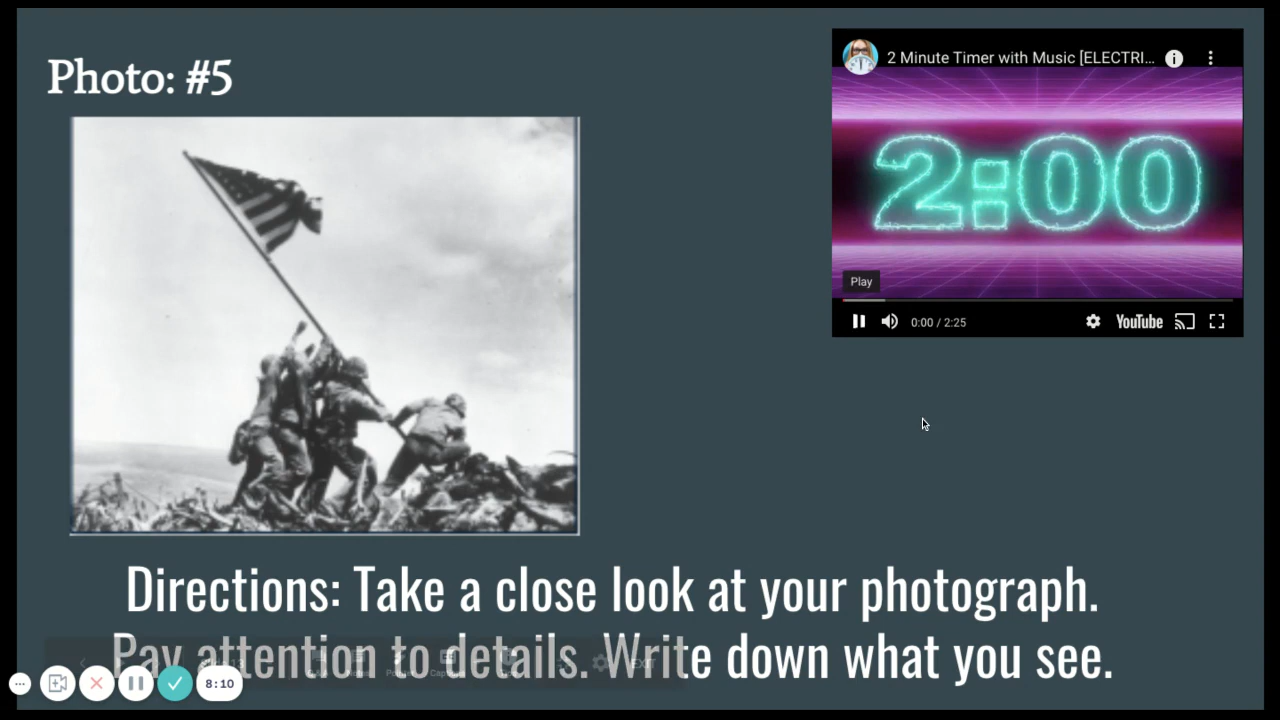 Photo: #5
2 Minute Timer with Music [ELECTRI...
2:00
Play
0:00 / 2:25
YouTube
Directions: Take a close look at your photograph.
Pay attention to details. Write down what you see.
EXIT
8:10